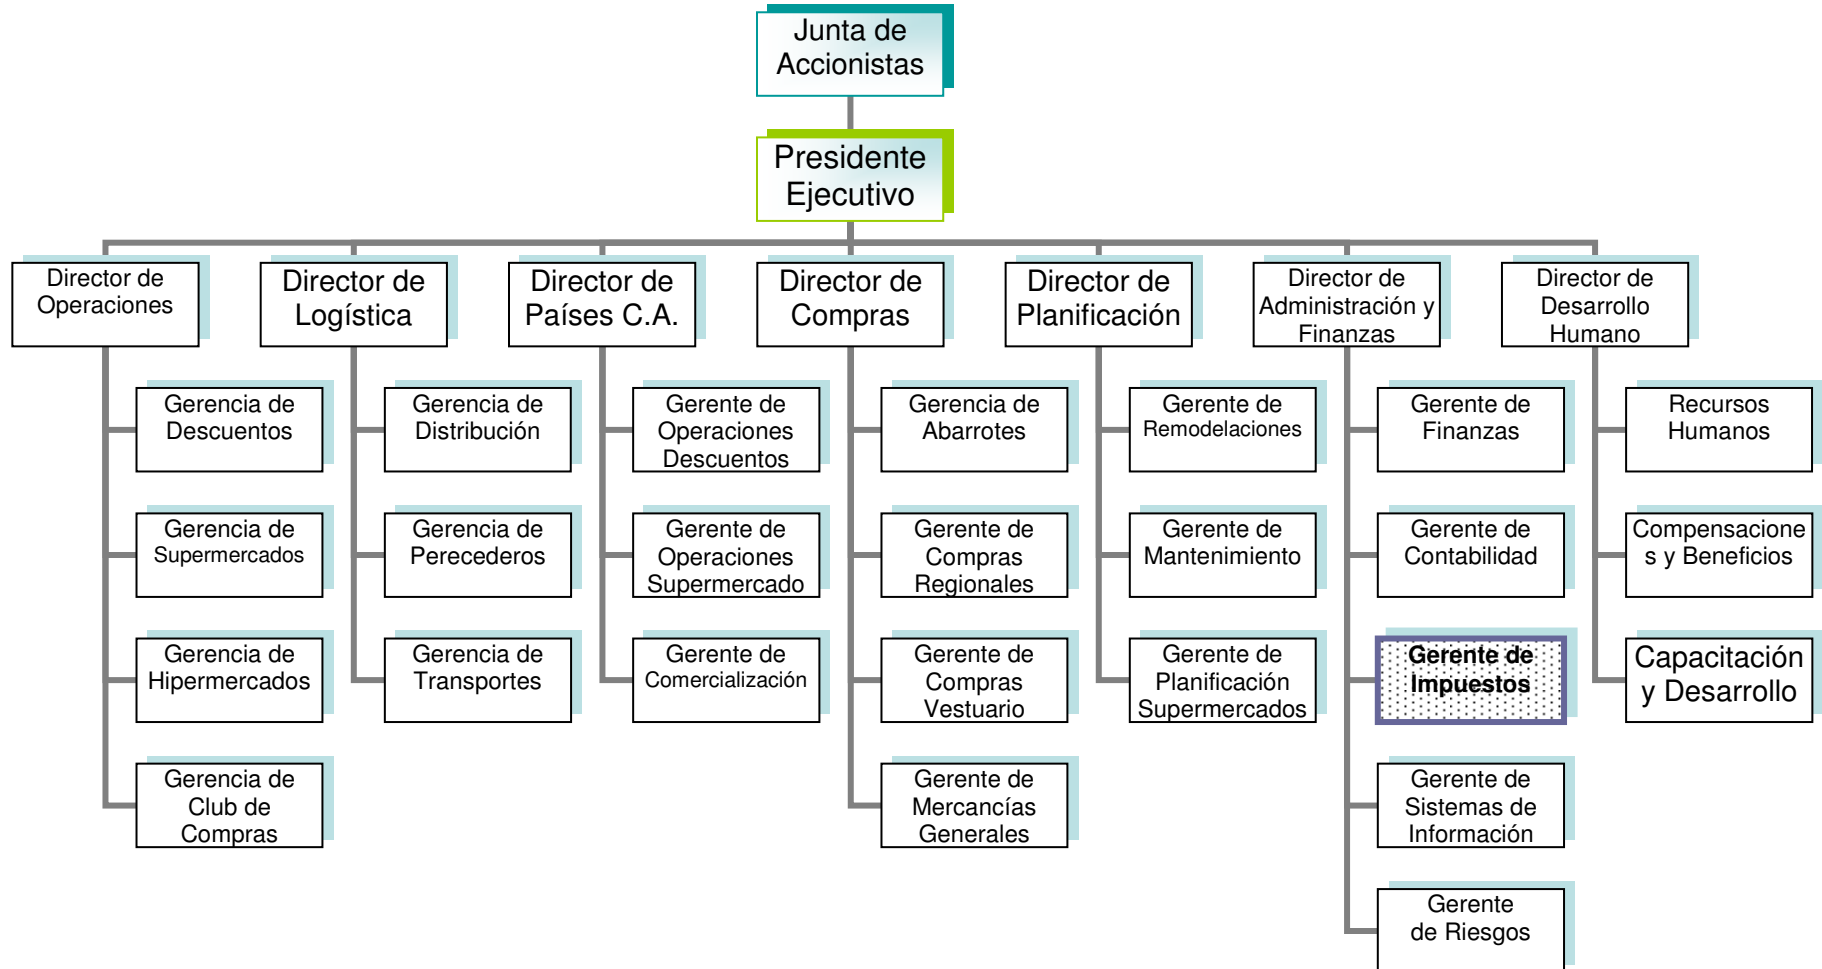 Junta de
Accionistas
Presidente
Ejecutivo
Director de
Operaciones
Director de
Logística
Director de
Países C.A.
Director de
Compras
Director de
Planificación
Director de
Administración y
Finanzas
Director de
Desarrollo
Humano
Gerencia de
Descuentos
Gerencia de
Supermercados
Gerencia de
Hipermercados
Gerencia de
Club de
Compras
Gerencia de
Distribución
Gerencia de
Perecederos
Gerencia de
Transportes
Gerente de
Operaciones
Descuentos
Gerente de
Operaciones
Supermercado
Gerente de
Comercialización
Gerencia de
Abarrotes
Gerente de
Compras
Regionales
Gerente de
Compras
Vestuario
Gerente de
Mercancías
Generales
Gerente de
Remodelaciones
Gerente de
Mantenimiento
Gerente de
Planificación
Supermercados
Gerente de
Finanzas
Gerente de
Contabilidad
Gerente de
Impuestos
Gerente de
Sistemas de
Información
Gerente
de Riesgos
Recursos
Humanos
Compensacione
s y Beneficios
Capacitación
y Desarrollo